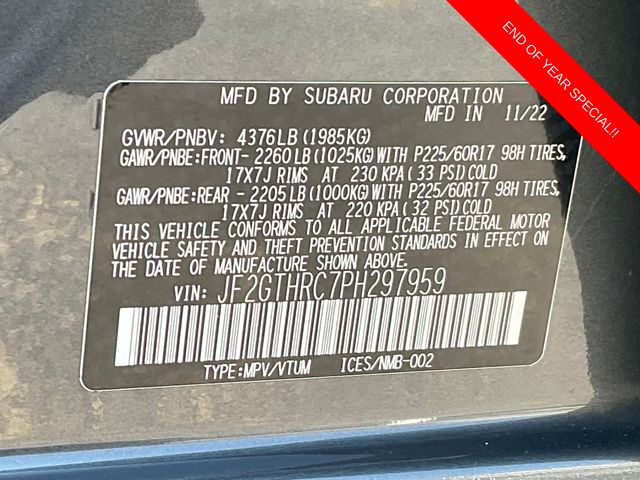 END OF YEAR SPECIAL!!
MFD BY SUBARU CORPORATION
MFD IN 11/22
GVWR/PNBV: 4376LB(1985KG)
GAWR/PNBE:FRONT- 2260LB(1025KG)WITH P225/60R17 98H TIRES,
17X7J RIMS AT 230 KPA(33 PSI)COLD
GAWR/PNBE:REAR - 2205LB(1000KG)WITH P225/60R17 98H TIRES,
17X7J RIMS AT 220 KPA(32 PSI)COLD
THIS VEHICLE CONFORMS TO ALL APPLICABLE FEDERAL MOTOR
VEHICLE SAFETY AND THEFT PREVENTION STANDARDS IN EFFECT
ON THE DATE OF MANUFACTURE SHOWN ABOVE.
VIN: JF2GTHRC7PH297959
TYPE:MPV/VTUM ICES/NMB-002